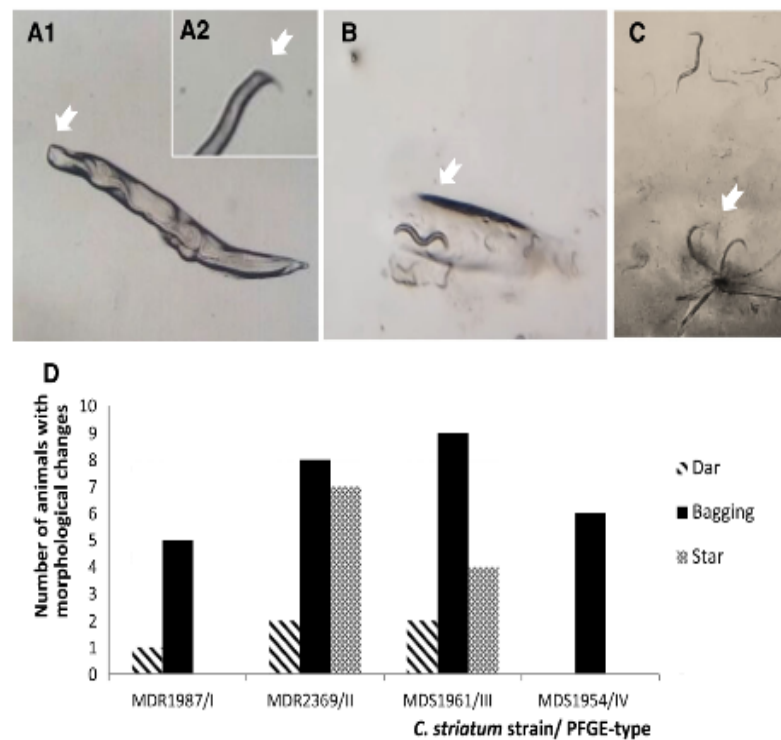 A1
A2
B
C
D
Number of animals with
morphological changes
10
9
8
7
6
5
4
3
2
1
0
MDR1987/I
MDR2369/II
MDS1961/III
MDS1954/IV
C. striatum strain/ PFGE-type
Dar
Bagging
Star